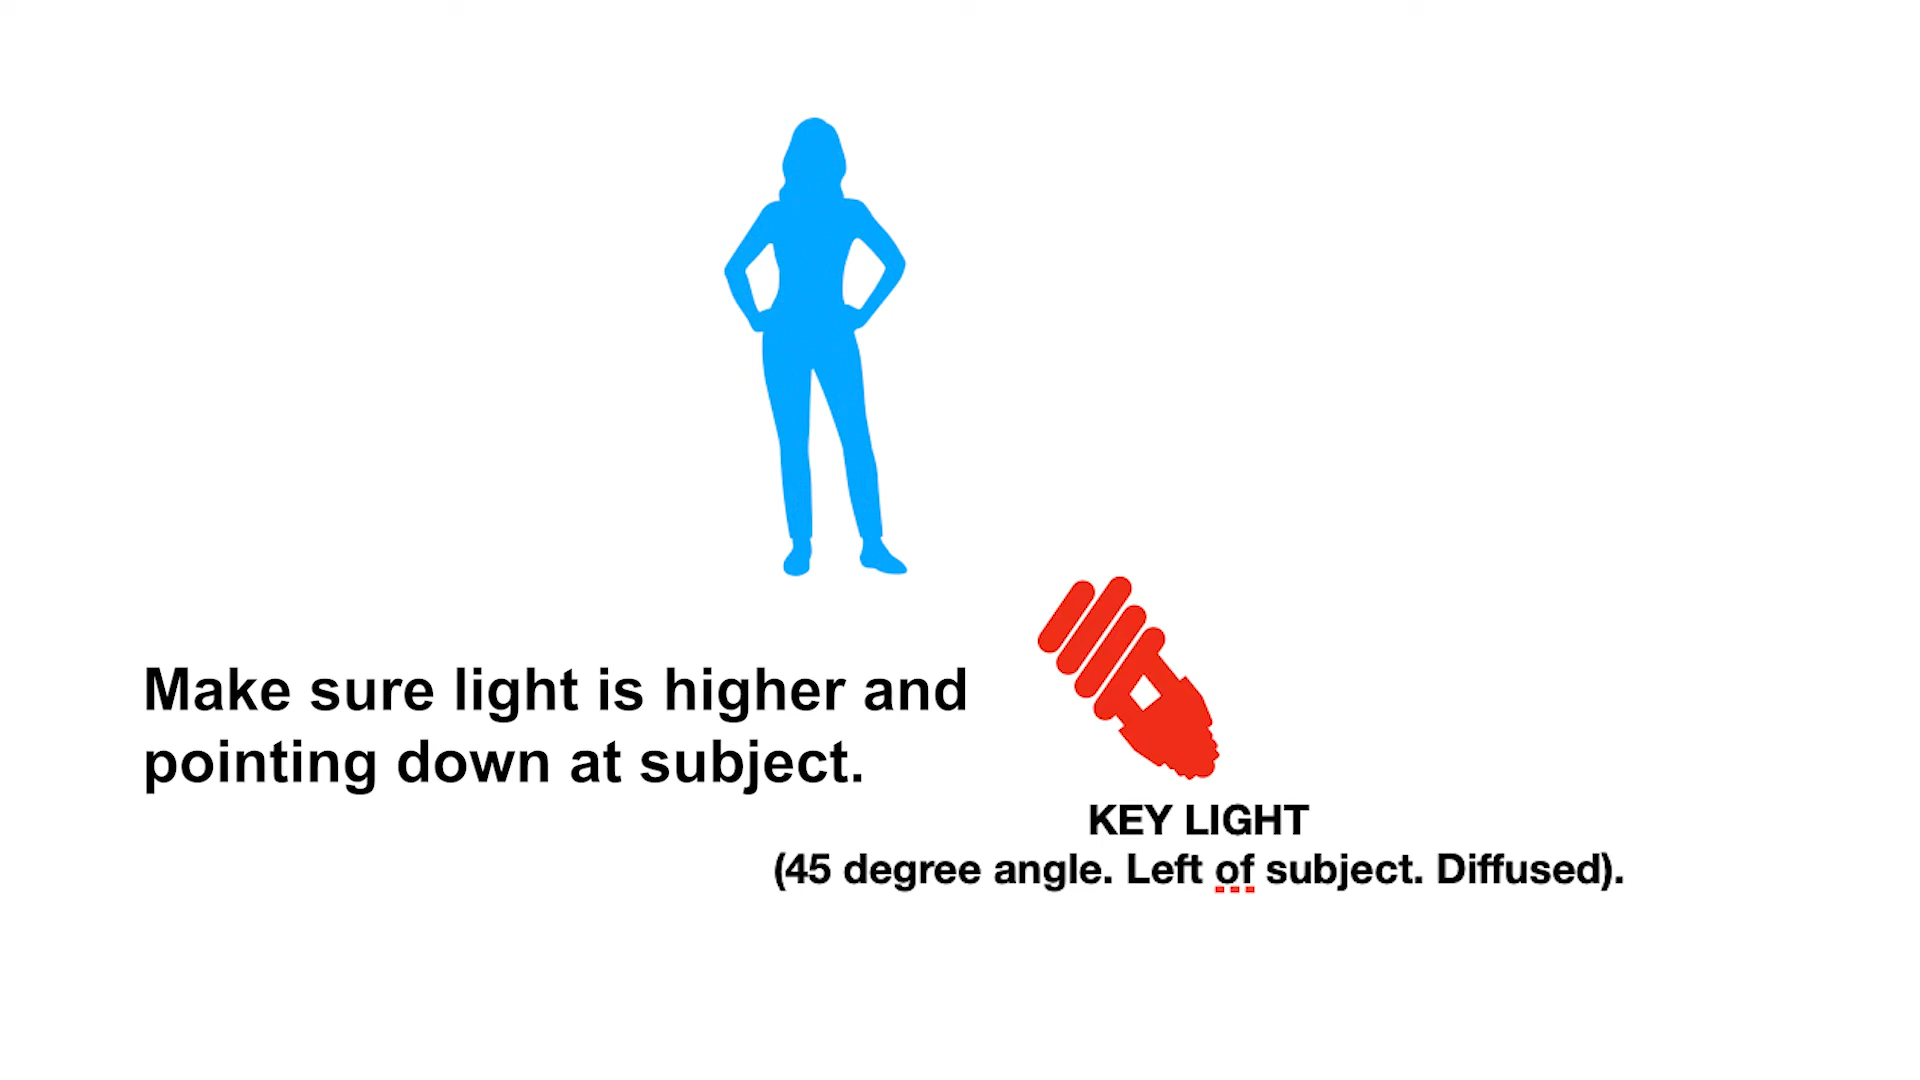 Make sure light is higher and
pointing down at subject.
KEY LIGHT
(45 degree angle. Left of subject. Diffused).